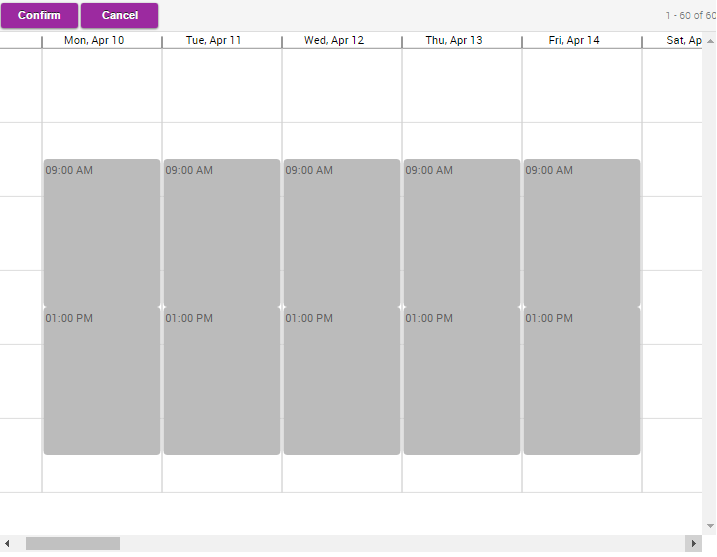 Confirm Cancel 1 - 60 of 60
Mon, Apr 10 Tue, Apr 11 Wed, Apr 12 Thu, Apr 13 Fri, Apr 14 Sat, Ap
09:00 AM 09:00 AM 09:00 AM 09:00 AM 09:00 AM
01:00 PM 01:00 PM 01:00 PM 01:00 PM 01:00 PM